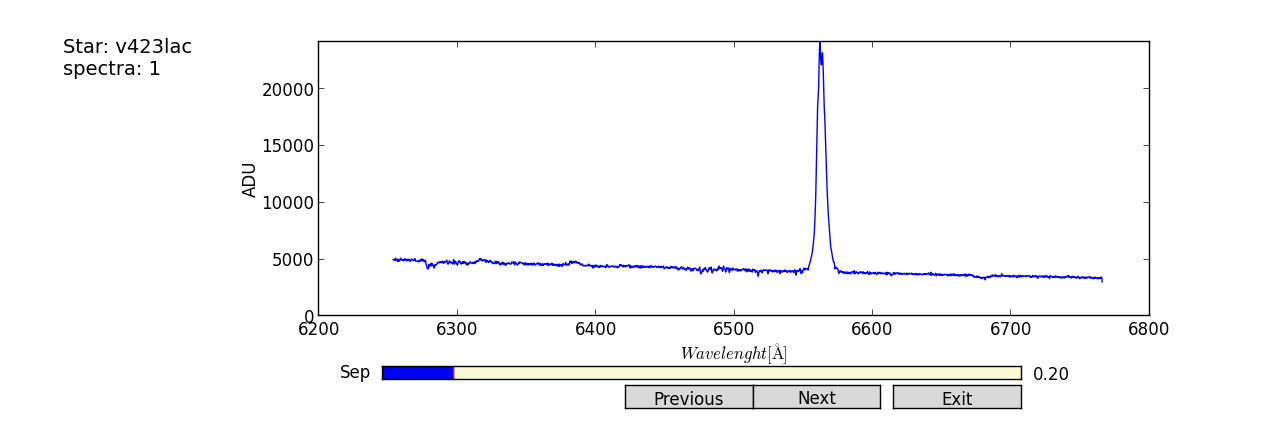 Star: v423lac
spectra: 1
ADU
20000
15000
10000
5000
0
6200 6300 6400 6500 6600 6700 6800
Wavelenght[Å]
Sep 0.20
Previous Next Exit